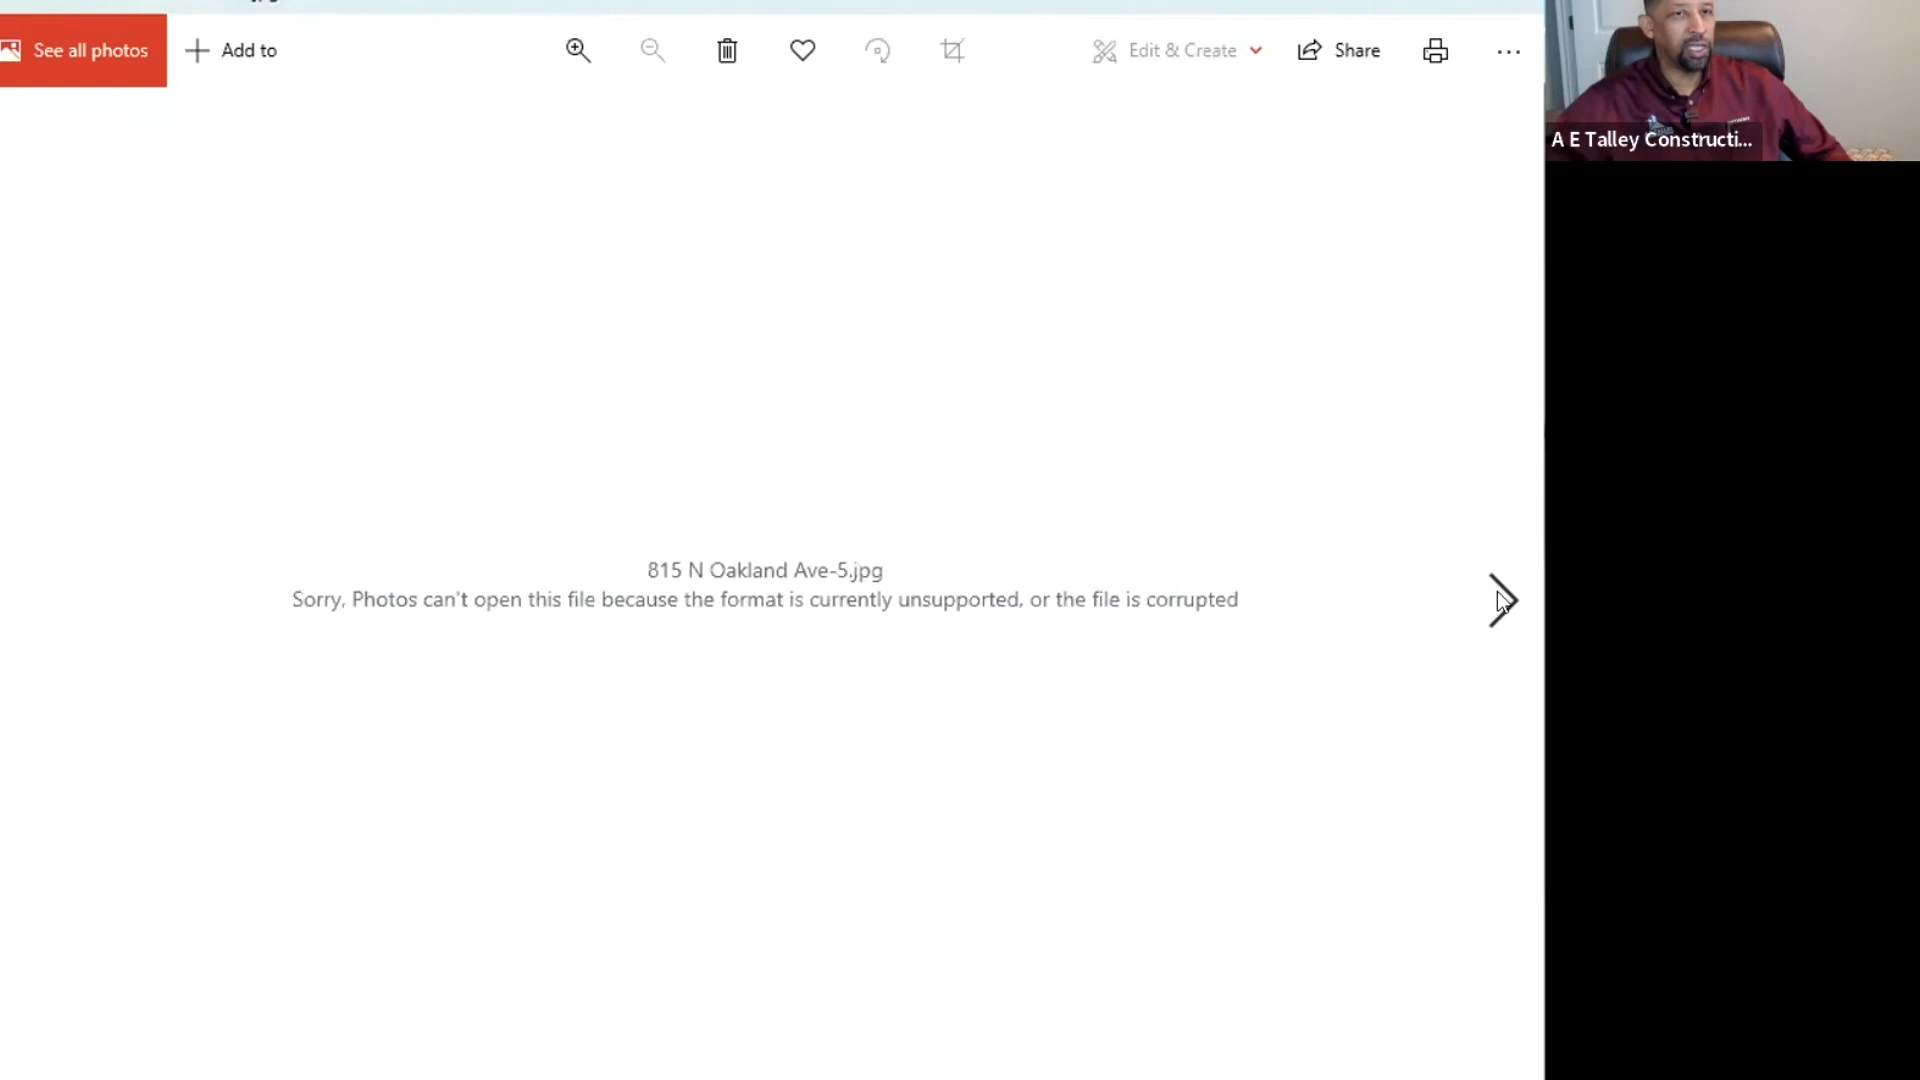 See all photos
Add to
Edit & Create
Share
A E Talley Constructi...
815 N Oakland Ave-5.jpg
Sorry, Photos can't open this file because the format is currently unsupported, or the file is corrupted